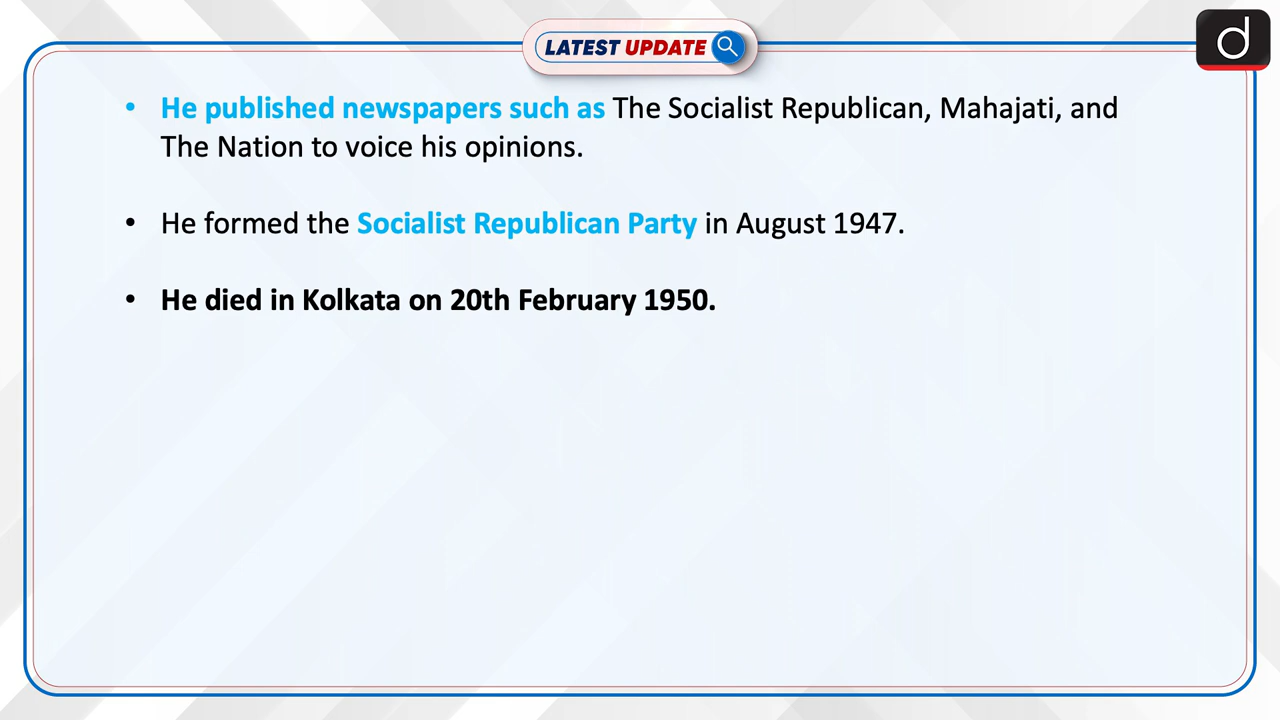 LATEST UPDATE
d
• He published newspapers such as The Socialist Republican, Mahajati, and
The Nation to voice his opinions.
• He formed the Socialist Republican Party in August 1947.
• He died in Kolkata on 20th February 1950.